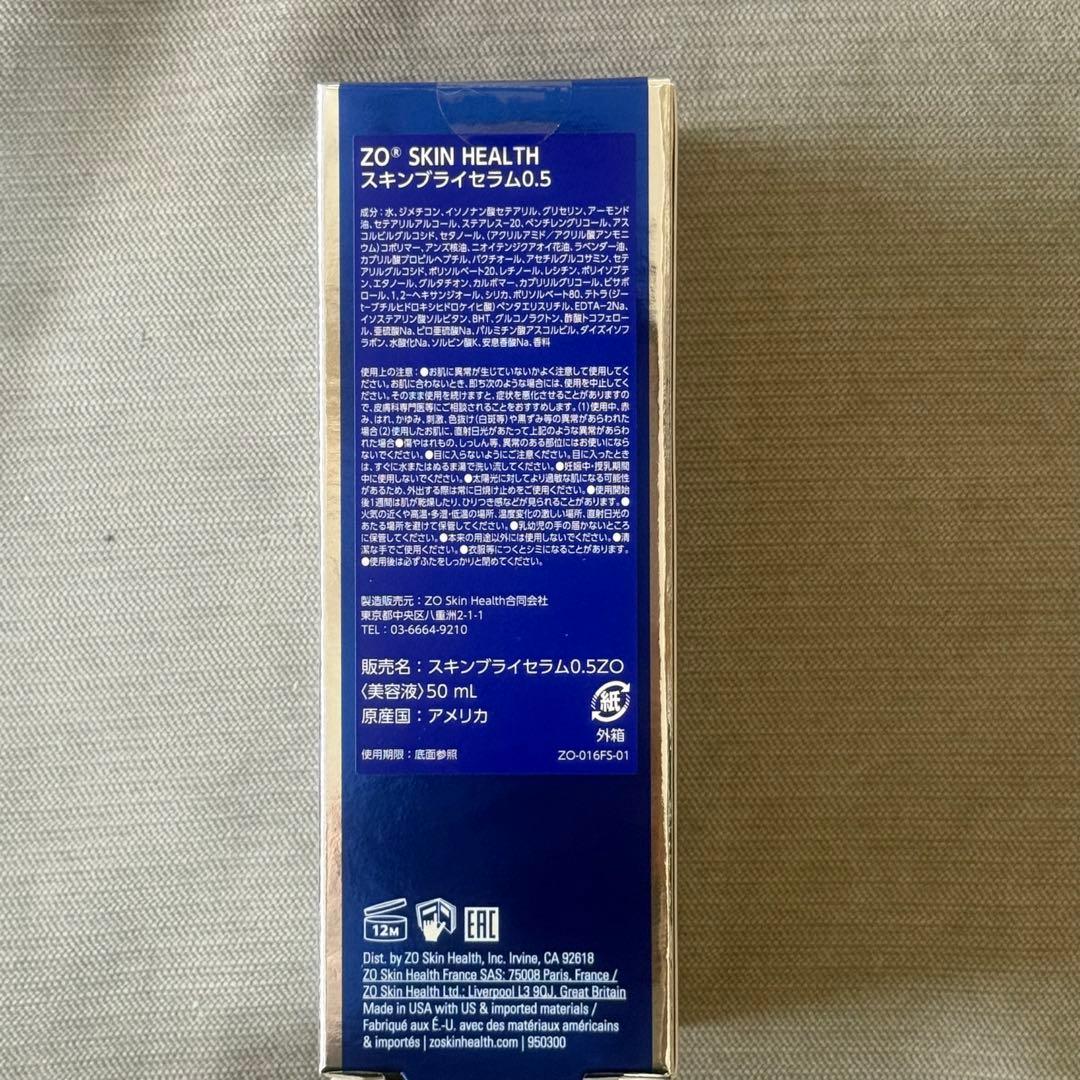 ZO® SKIN HEALTH
スキンブライセラム0.5
成分：水、ジメチコン、イソノナン酸セテアリル、グリセリン、アーモンド
油、セテアリルアルコール、ステアレス-20、ペンチレングリコール、アス
コルビルグルコシド、セタノール、(アクリルアミド／アクリル酸アンモニ
ウム)コポリマー、アンズ核油、ニオイテンジクアオイ花油、ラベンダー油、
カプリル酸プロピルヘプチル、バクチオール、アセチルグルコサミン、セテ
アリルグルコシド、ポリソルベート20、レチノール、レシチン、ポリイソブテ
ン、エタノール、グルタチオン、カルボマー、カプリリルグリコール、ビサボ
ロール、1,2-ヘキサンジオール、シリカ、ポリソルベート80、テトラ(ジー
t-ブチルヒドロキシヒドロケイヒ酸)ペンタエリスリチル、EDTA-2Na、
イソステアリン酸ソルビタン、BHT、グルコノラクトン、酢酸トコフェロー
ル、亜硫酸Na、ピロ亜硫酸Na、パルミチン酸アスコルビル、ダイズイソフ
ラボン、水酸化Na、ソルビン酸K、安息香酸Na、香料
使用上の注意：●お肌に異常が生じていないかよく注意して使用してく
ださい。お肌に合わないとき、即ち次のような場合には、使用を中止してく
ださい。そのまま使用を続けますと、症状を悪化させることがありますの
で、皮膚科専門医等にご相談されることをおすすめします。(1)使用中、赤
み、はれ、かゆみ、刺激、色抜け(白斑等)や黒ずみ等の異常があらわれた
場合(2)使用したお肌に、直射日光があたって上記のような異常があらわ
れた場合●傷やはれもの、しっしん等、異常のある部位にはお使いになら
ないでください。●目に入らないようにご注意ください。目に入ったとき
は、すぐに水またはぬるま湯で洗い流してください。●妊娠中・授乳期間
中に使用しないでください。●太陽光に対してより過敏な肌になる可能性
があるため、外出する際は常に日焼け止めをご使用ください。●使用開始
後1週間は肌が乾燥したり、ひりつき感などが見られることがあります。●
火気の近くや高温・多湿・低温の場所、温度変化の激しい場所、直射日光の
あたる場所を避けて保管してください。●乳幼児の手の届かないところ
に保管してください。●本来の用途以外には使用しないでください。●清
潔な手でご使用ください。●衣服等につくとシミになることがあります。
●使用後は必ずふたをしっかりと閉めてください。
製造販売元：ZO Skin Health合同会社
東京都中央区八重洲2-1-1
TEL：03-6664-9210
販売名：スキンブライセラム0.5ZO
〈美容液〉50 mL
原産国：アメリカ
紙
外箱
使用期限：底面参照 ZO-016FS-01
12M EAC
Dist. by ZO Skin Health, Inc. Irvine, CA 92618
ZO Skin Health France SAS: 75008 Paris, France /
ZO Skin Health Ltd.: Liverpool L3 9QJ, Great Britain
Made in USA with US & imported materials /
Fabriqué aux É.-U. avec des matériaux américains
& importés | zoskinhealth.com | 950300